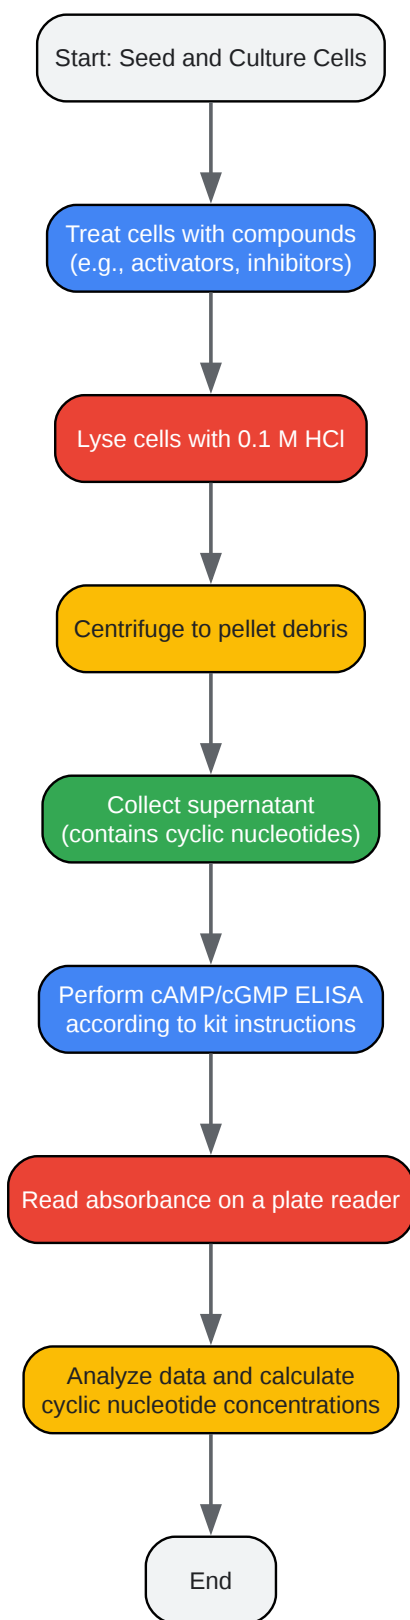 Start: Seed and Culture Cells
Treat cells with compounds
(e.g., activators, inhibitors)
Lyse cells with 0.1 M HCl
Centrifuge to pellet debris
Collect supernatant
(contains cyclic nucleotides)
Perform cAMP/cGMP ELISA
according to kit instructions
Read absorbance on a plate reader
Analyze data and calculate
cyclic nucleotide concentrations
End